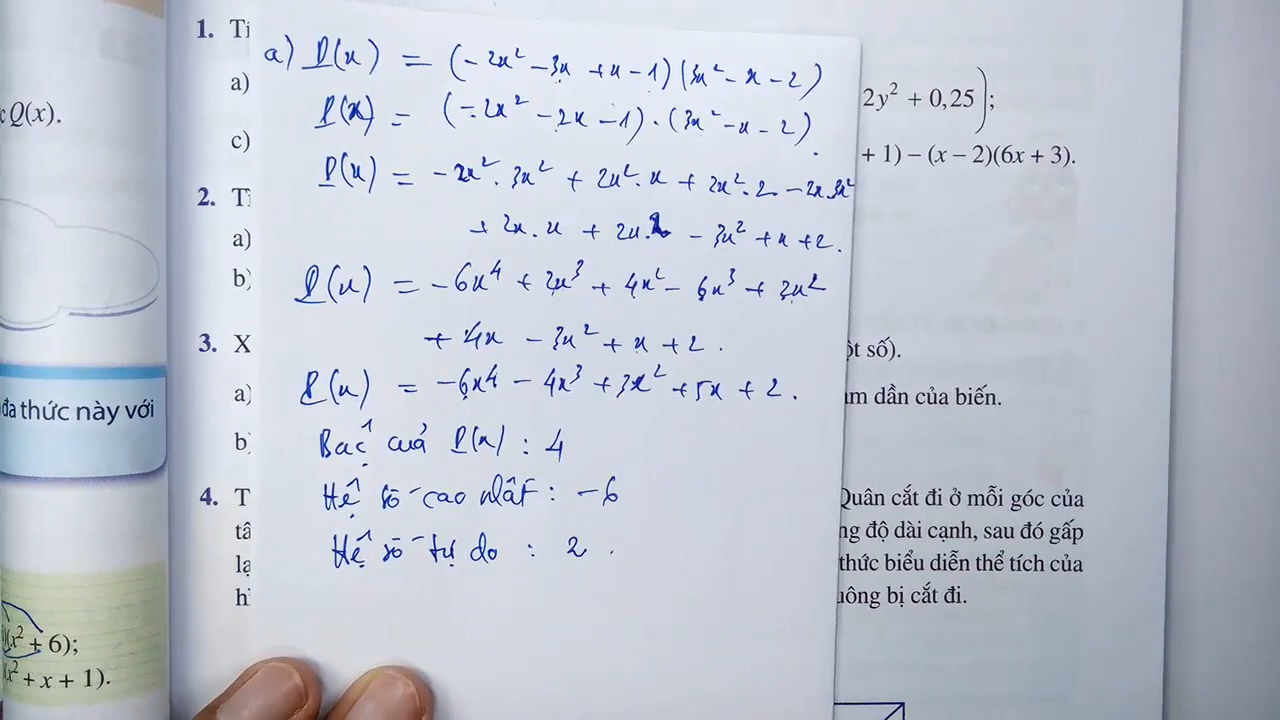 c Q(x).
đa thức này với
(x² + 6);
(x² + x + 1).
1. Tí
a)
c)
2. Tí
a)
b)
3. X
a)
b
4. T
tâ
lạ
h
a) P(x) = (-2x² - 3x + x - 1)(3x² - x - 2)
P(x) = (-2x² - 2x - 1).(3x² - x - 2).
P(x) = -2x².3x² + 2x².x + 2x².2 - 2x.3x²
+ 2x.x + 2x.2 - 3x² + x + 2.
P(x) = -6x⁴ + 2x³ + 4x² - 6x³ + 2x²
+ 4x - 3x² + x + 2.
P(x) = -6x⁴ - 4x³ + 3x² + 5x + 2.
Bậc của P(x) : 4
Hệ số cao nhất : -6
Hệ số tự do : 2.
2y² + 0,25);
+ 1) – (x – 2)(6x + 3).
ột số).
ảm dần của biến.
Quân cắt đi ở mỗi góc của
ng độ dài cạnh, sau đó gấp
thức biểu diễn thể tích của
uông bị cắt đi.